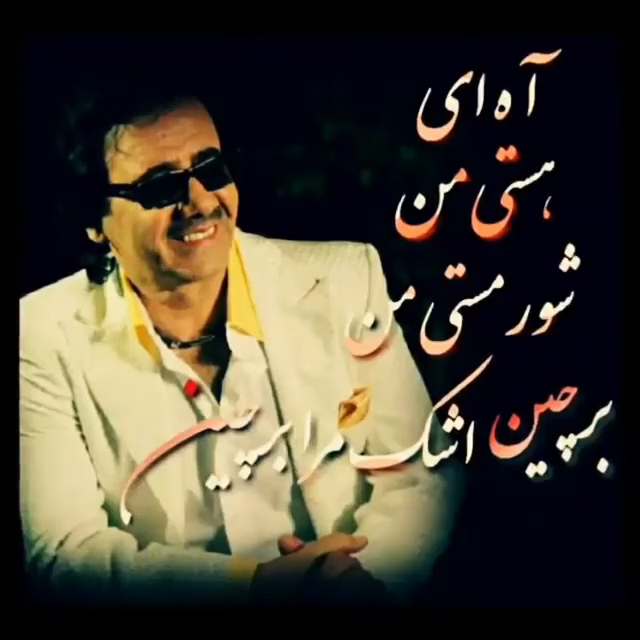 آه ای
هستی من
شور مستی من
برچین اشک مرا برچین